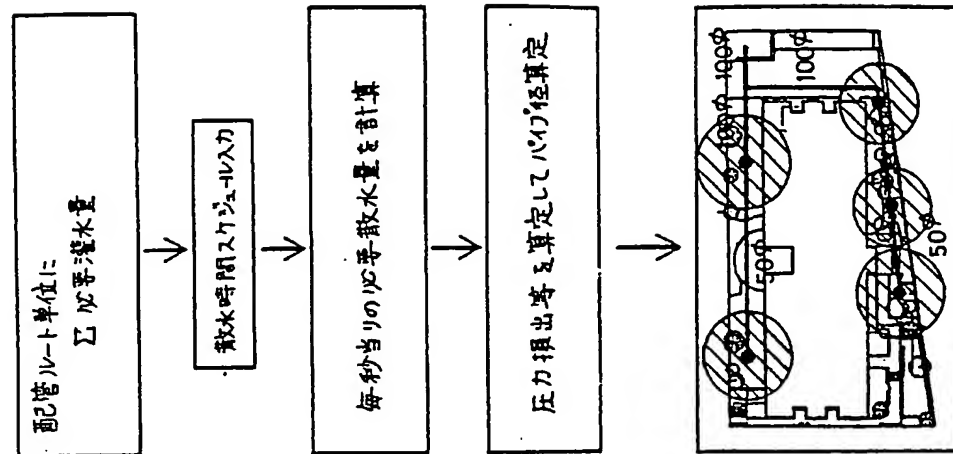 配管ルート単位に
Σ 必要潅水量
散水時間スケジュール入力
毎秒当りの必要散水量を計算
圧力損出等を算定してパイプ径算定
100φ
100φ
100φ
50φ
50φ